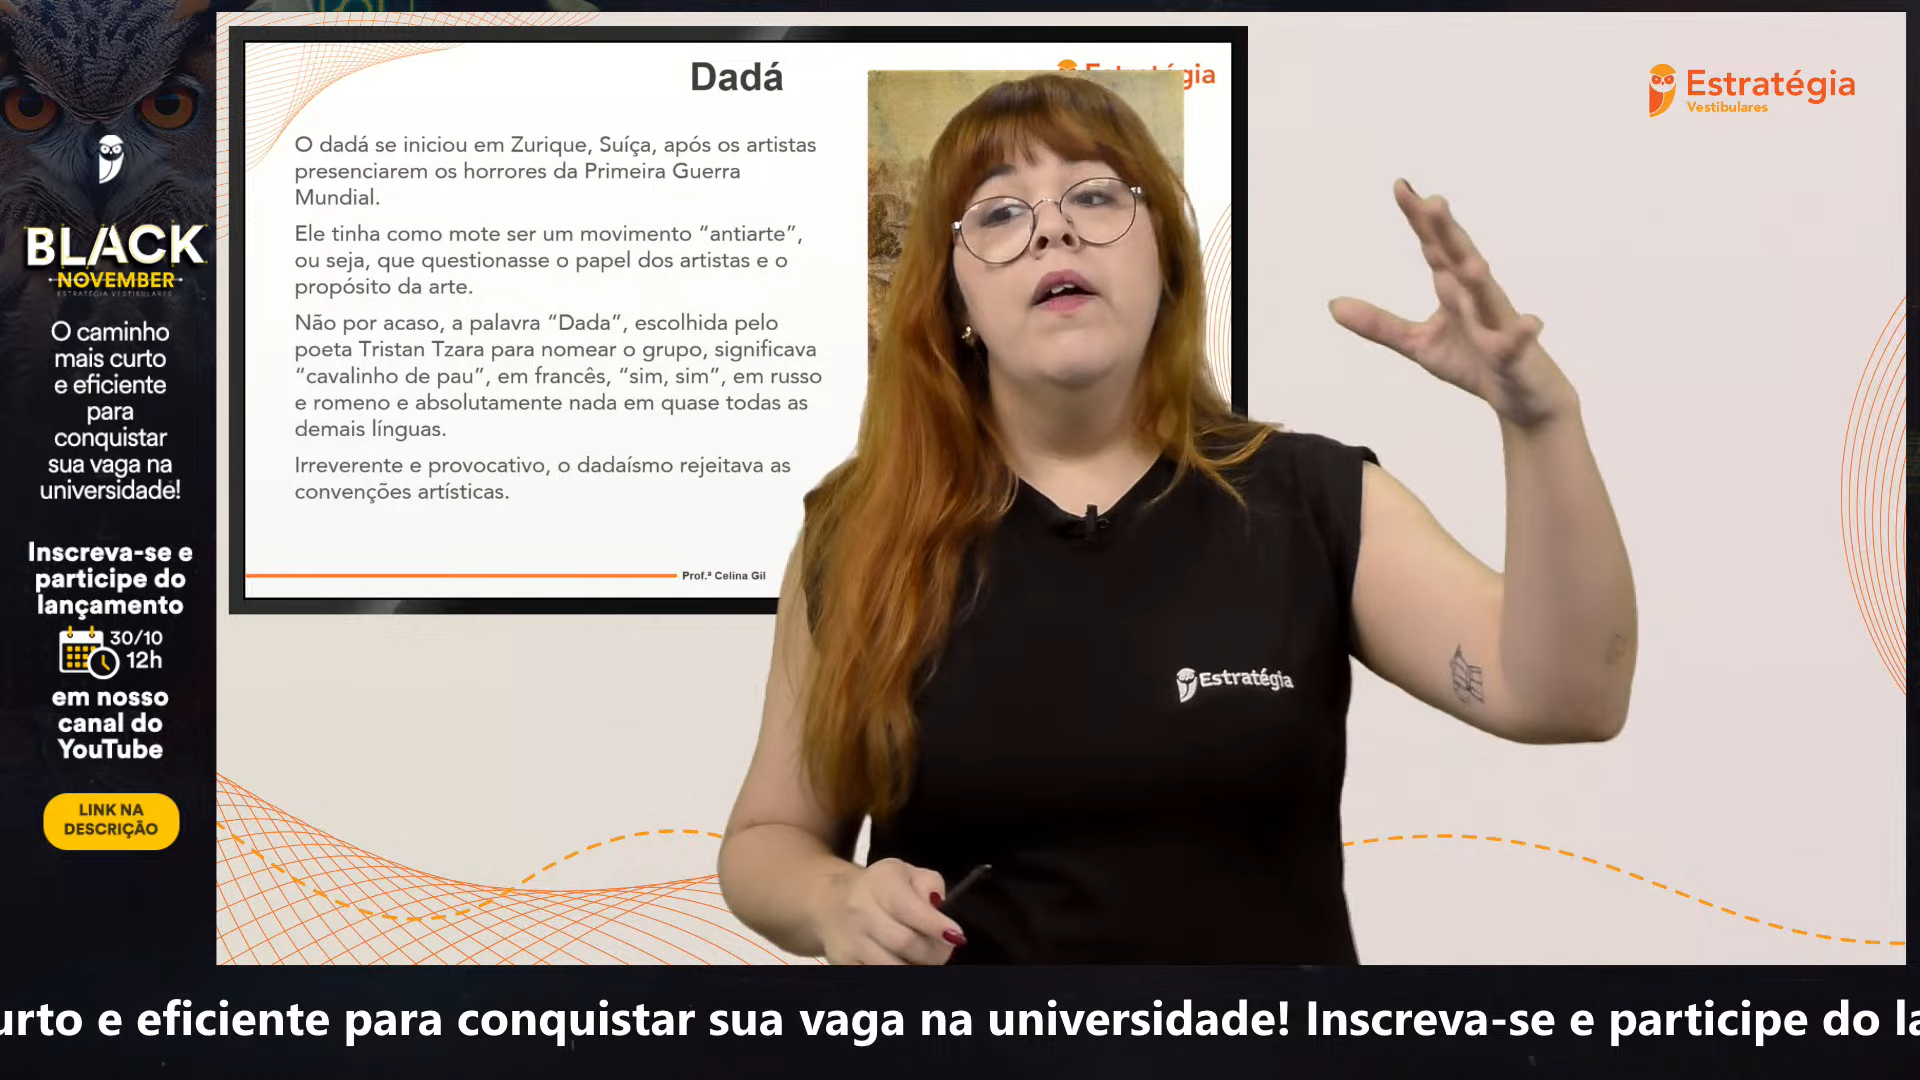 BLACK
NOVEMBER
ESTRATÉGIA VESTIBULARES
O caminho
mais curto
e eficiente
para
conquistar
sua vaga na
universidade!
Inscreva-se e
participe do
lançamento
30/10
12h
em nosso
canal do
YouTube
LINK NA
DESCRIÇÃO
Dadá
O dadá se iniciou em Zurique, Suíça, após os artistas
presenciarem os horrores da Primeira Guerra
Mundial.
Ele tinha como mote ser um movimento “antiarte”,
ou seja, que questionasse o papel dos artistas e o
propósito da arte.
Não por acaso, a palavra “Dada”, escolhida pelo
poeta Tristan Tzara para nomear o grupo, significava
“cavalinho de pau”, em francês, “sim, sim”, em russo
e romeno e absolutamente nada em quase todas as
demais línguas.
Irreverente e provocativo, o dadaísmo rejeitava as
convenções artísticas.
Prof.ª Celina Gil
Estratégia
Vestibulares
Estratégia
urto e eficiente para conquistar sua vaga na universidade! Inscreva-se e participe do la